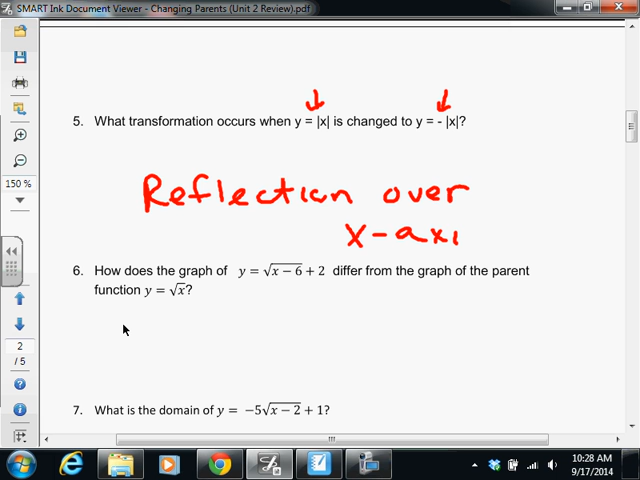 SMART Ink Document Viewer - Changing Parents (Unit 2 Review).pdf
5. What transformation occurs when y = |x| is changed to y = - |x|?
Reflection over
x-axi
150 %
6. How does the graph of y = √(x − 6) + 2 differ from the graph of the parent
function y = √x?
2
/ 5
7. What is the domain of y = −5√(x − 2) + 1?
10:28 AM
9/17/2014